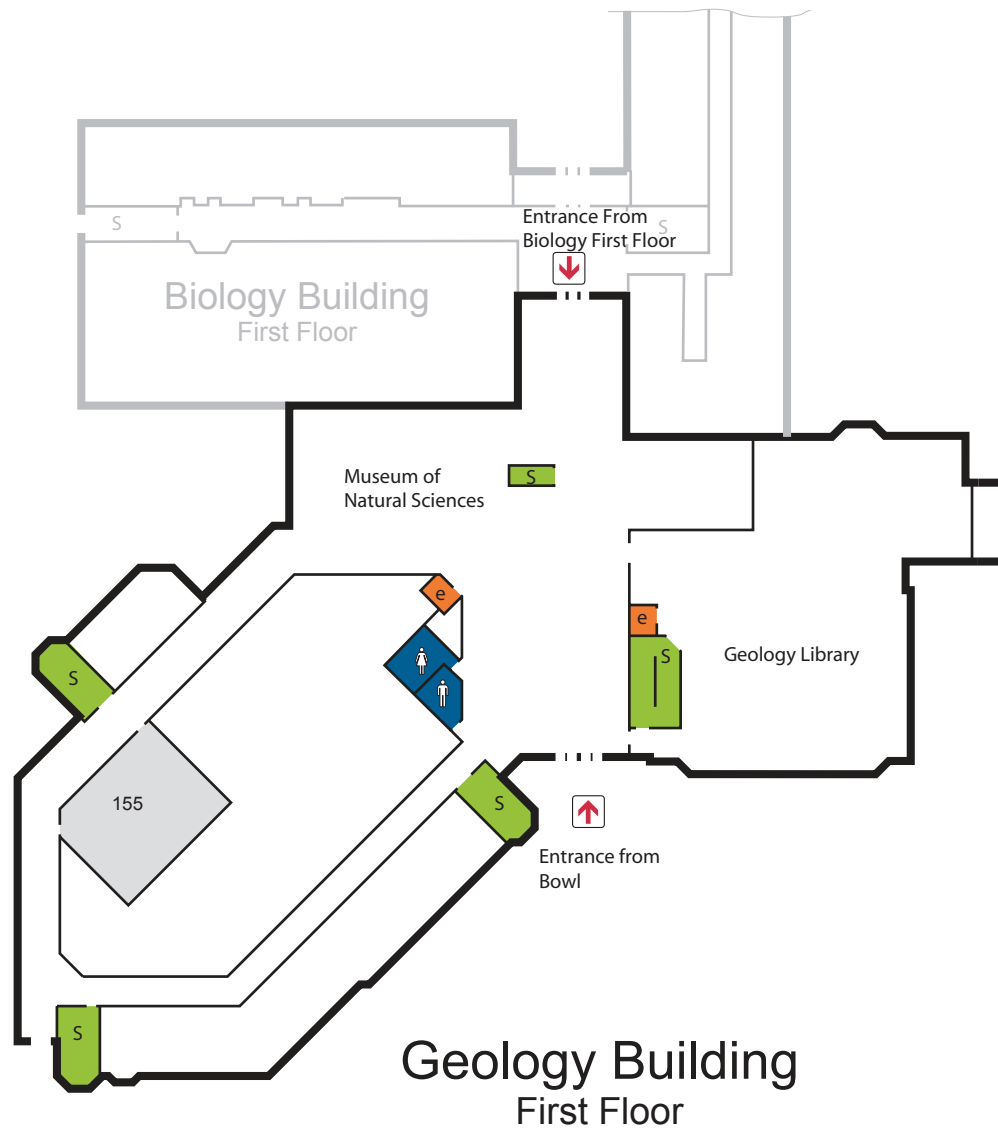 Entrance From
S
S
Biology First Floor
Biology Building
First Floor
Museum of
Natural Sciences
S
e
e
S
Geology Library
S
S
155
Entrance from
Bowl
S
Geology Building
First Floor